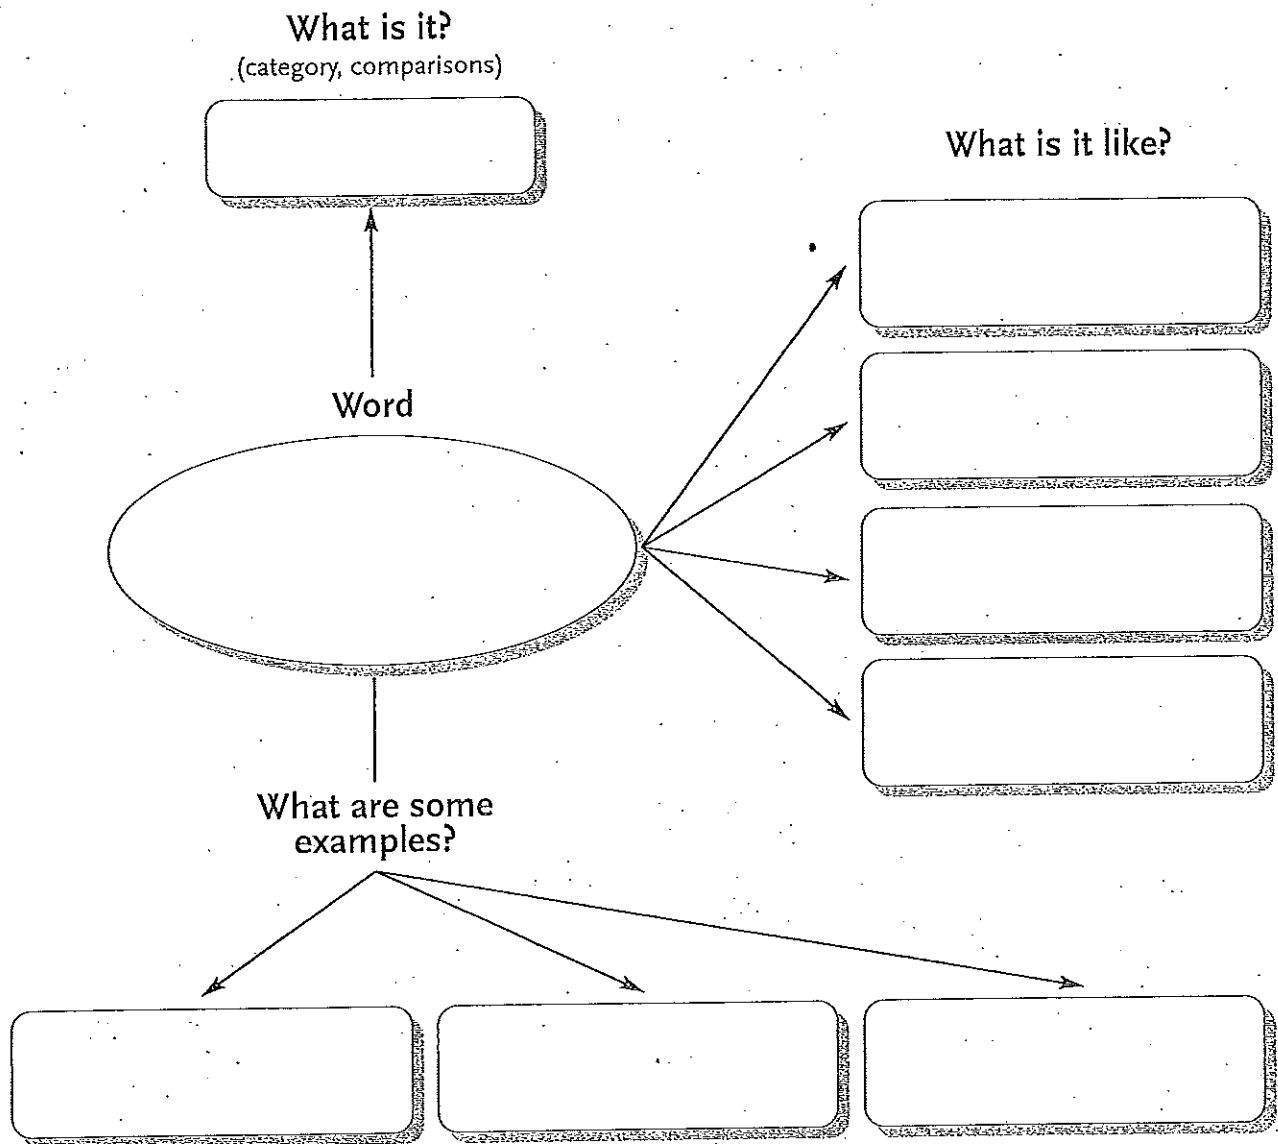 What is it?
(category, comparisons)
What is it like?
Word
What are some
examples?